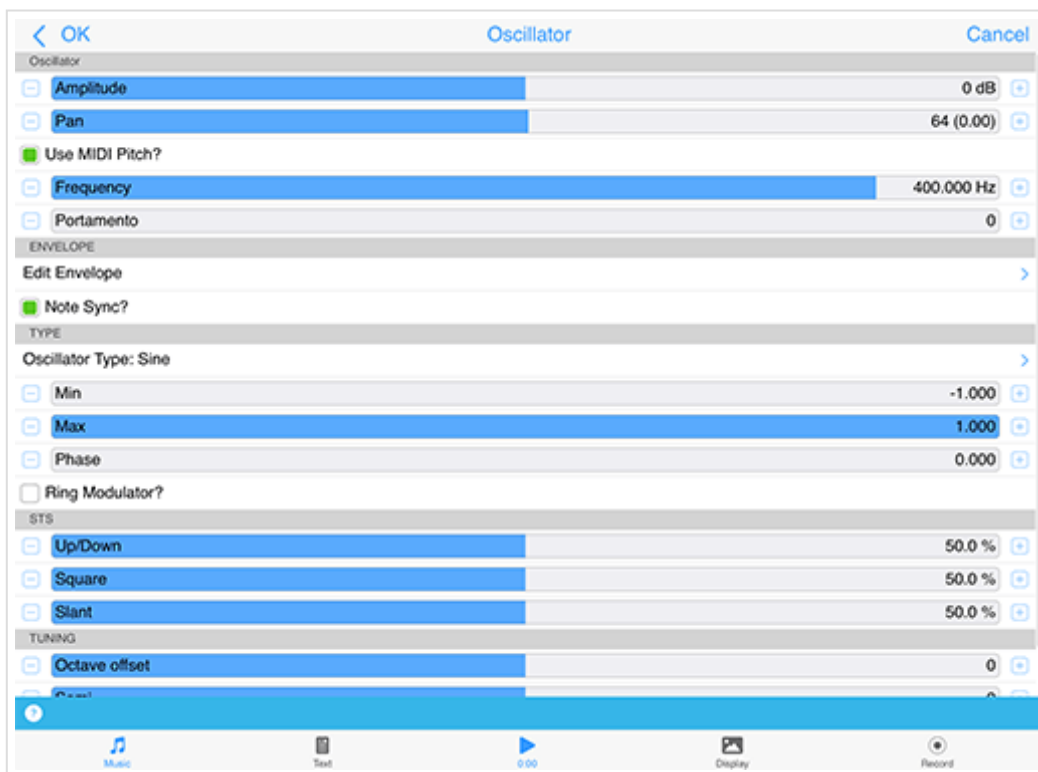 OK Oscillator Cancel
Oscillator
Amplitude 0 dB
Pan 64 (0.00)
Use MIDI Pitch?
Frequency 400.000 Hz
Portamento 0
ENVELOPE
Edit Envelope
Note Sync?
TYPE
Oscillator Type: Sine
Min -1.000
Max 1.000
Phase 0.000
Ring Modulator?
STS
Up/Down 50.0 %
Square 50.0 %
Slant 50.0 %
TUNING
Octave offset 0
Semi 0
?
Music Text 0:00 Display Record